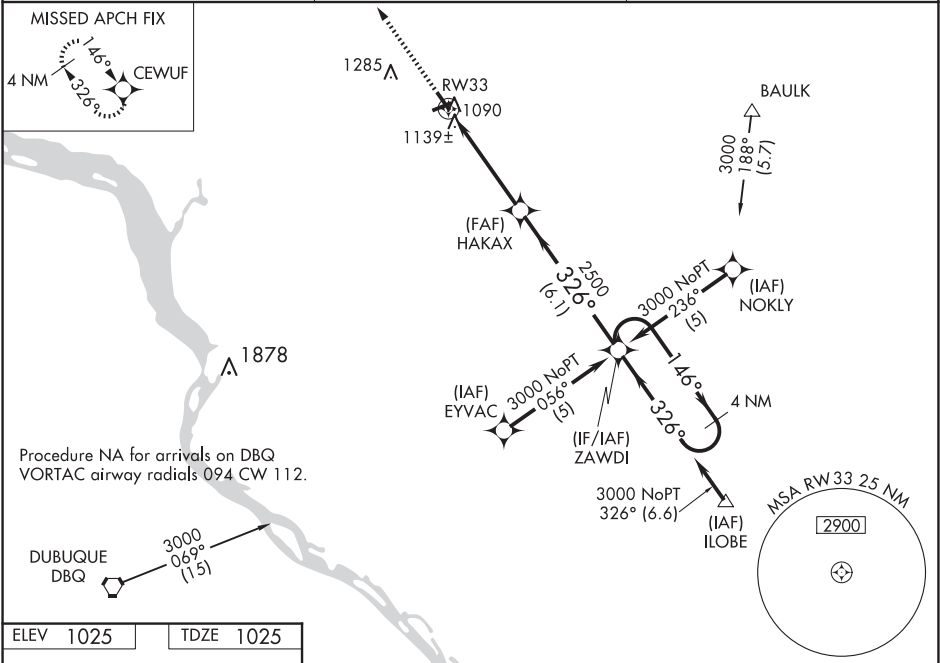 MISSED APCH FIX
146°
4 NM
CEWUF
326°
1285
RW33
1090
1139±
BAULK
3000
188°
(5.7)
(FAF)
HAKAX
2500
326°
(6.1)
3000 NoPT
236°
(5)
(IAF)
NOKLY
1878
(IAF)
EYVAC
3000 NoPT
056°
(5)
146°
326°
4 NM
(IF/IAF)
ZAWDI
Procedure NA for arrivals on DBQ
VORTAC airway radials 094 CW 112.
3000 NoPT
326° (6.6)
(IAF)
ILOBE
MSA RW33 25 NM
2900
DUBUQUE
DBQ
3000
069°
(15)
ELEV 1025
TDZE 1025